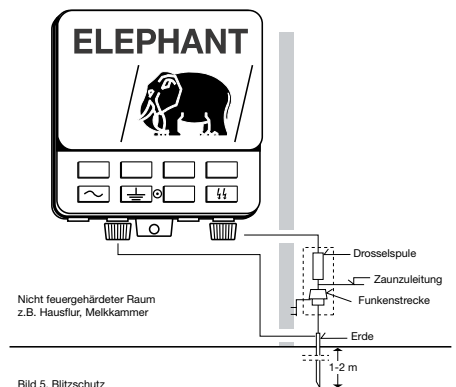 ELEPHANT
Drosselspule
Zaunzuleitung
Funkenstrecke
Nicht feuergehärdeter Raum
z.B. Hausflur, Melkkammer
Erde
1-2 m
Bild 5. Blitzschutz